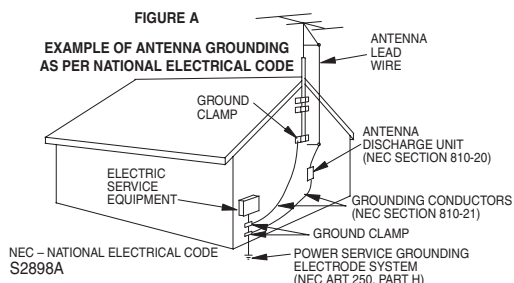 FIGURE A
EXAMPLE OF ANTENNA GROUNDING
AS PER NATIONAL ELECTRICAL CODE
ANTENNA
LEAD
WIRE
GROUND
CLAMP
ANTENNA
DISCHARGE UNIT
(NEC SECTION 810-20)
ELECTRIC
SERVICE
EQUIPMENT
GROUNDING CONDUCTORS
(NEC SECTION 810-21)
GROUND CLAMP
NEC – NATIONAL ELECTRICAL CODE
S2898A
POWER SERVICE GROUNDING
ELECTRODE SYSTEM
(NEC ART 250, PART H)